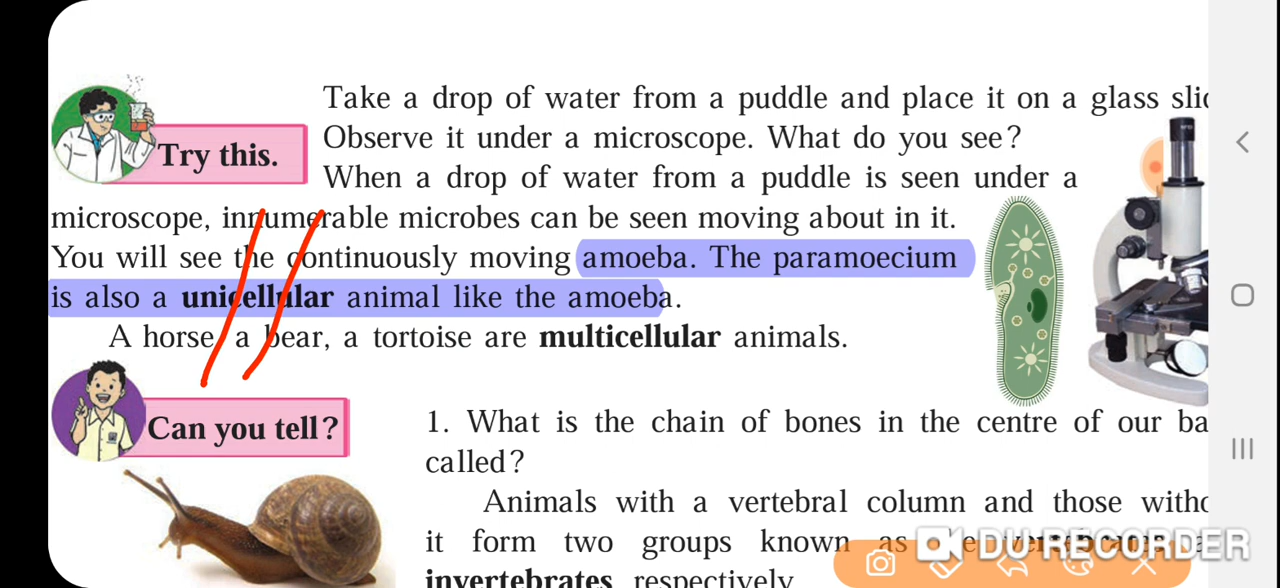 Take a drop of water from a puddle and place it on a glass
Try this.
Observe it under a microscope. What do you see?
When a drop of water from a puddle is seen under a
microscope, innumerable microbes can be seen moving about in it.
You will see the continuously moving amoeba. The paramoecium
is also a unicellular animal like the amoeba.
A horse, a bear, a tortoise are multicellular animals.
Can you tell?
1. What is the chain of bones in the centre of our
called?
Animals with a vertebral column and those
it form two groups known as
invertebrates respectively.
DU RECORDER